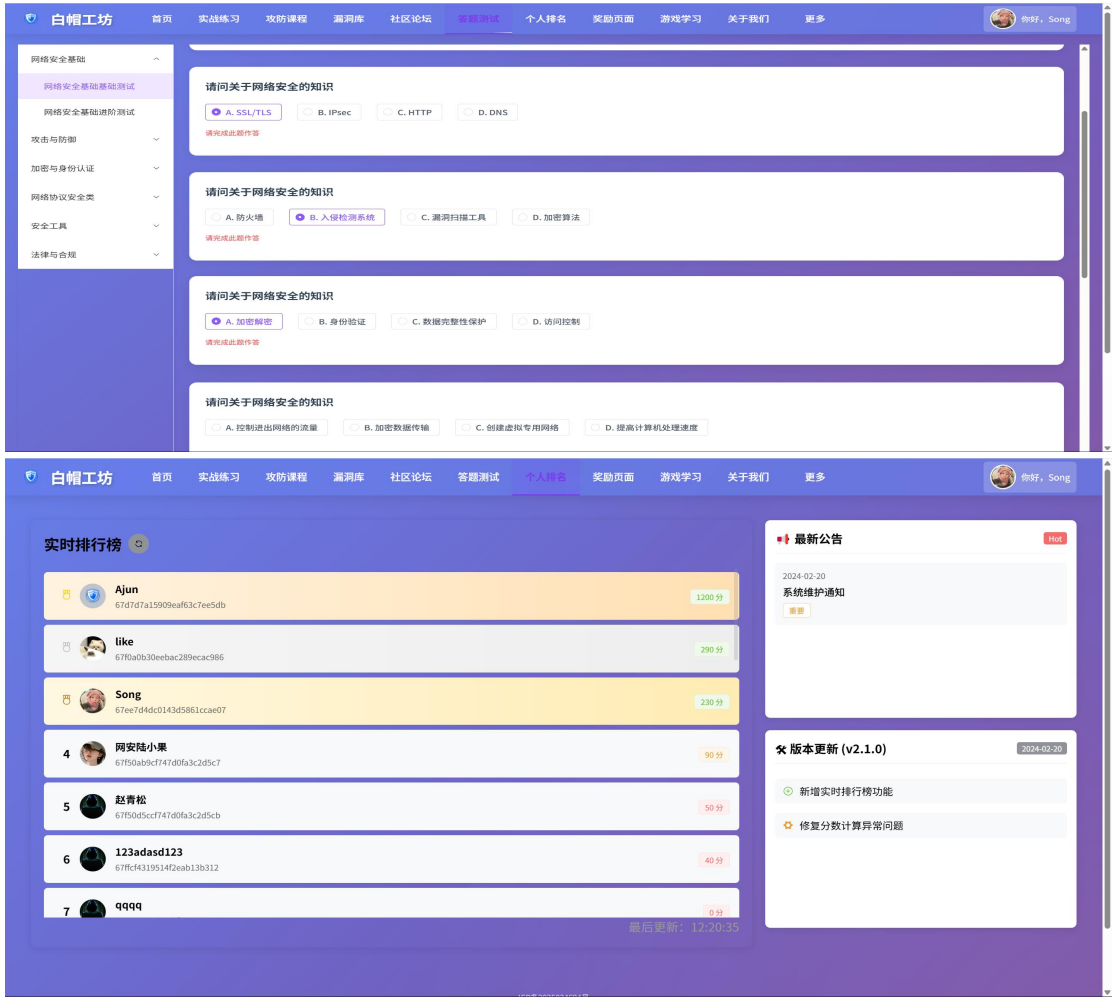 白帽工坊 首页 实战练习 攻防课程 漏洞库 社区论坛 答题测试 个人排名 奖励页面 游戏学习 关于我们 更多 你好，Song
网络安全基础
网络安全基础基础测试
网络安全基础进阶测试
攻击与防御
加密与身份认证
网络协议安全类
安全工具
法律与合规
请问关于网络安全的知识
A. SSL/TLS B. IPsec C. HTTP D. DNS
请完成此题作答
请问关于网络安全的知识
A. 防火墙 B. 入侵检测系统 C. 漏洞扫描工具 D. 加密算法
请完成此题作答
请问关于网络安全的知识
A. 加密解密 B. 身份验证 C. 数据完整性保护 D. 访问控制
请完成此题作答
请问关于网络安全的知识
A. 控制进出网络的流量 B. 加密数据传输 C. 创建虚拟专用网络 D. 提高计算机处理速度
白帽工坊 首页 实战练习 攻防课程 漏洞库 社区论坛 答题测试 个人排名 奖励页面 游戏学习 关于我们 更多 你好，Song
实时排行榜
Ajun
67d7d7a15909eaf63c7ee5db
1200 分
like
67f0a0b30eebac289ecac986
290 分
Song
67ee7d4dc0143d5861ccae07
230 分
4
网安陆小果
67f50ab9cf747d0fa3c2d5c7
90 分
5
赵青松
67f50d5ccf747d0fa3c2d5cb
50 分
6
123adasd123
67ffcf4319514f2eab13b312
40 分
7
qqqq
0 分
最后更新：12:20:35
最新公告 Hot
2024-02-20
系统维护通知
重要
版本更新 (v2.1.0) 2024-02-20
新增实时排行榜功能
修复分数计算异常问题